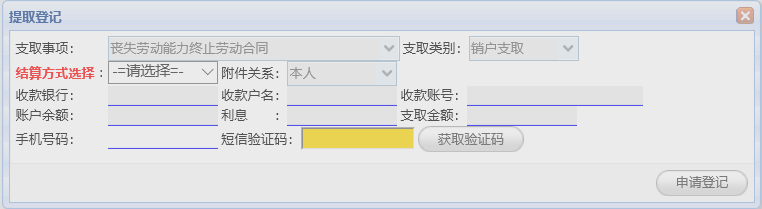 提取登记
支取事项： 丧失劳动能力终止劳动合同 支取类别： 销户支取
结算方式选择： -=请选择=- 附件关系： 本人
收款银行： 收款户名： 收款账号：
账户余额： 利息　： 支取金额：
手机号码： 短信验证码： 获取验证码
申请登记